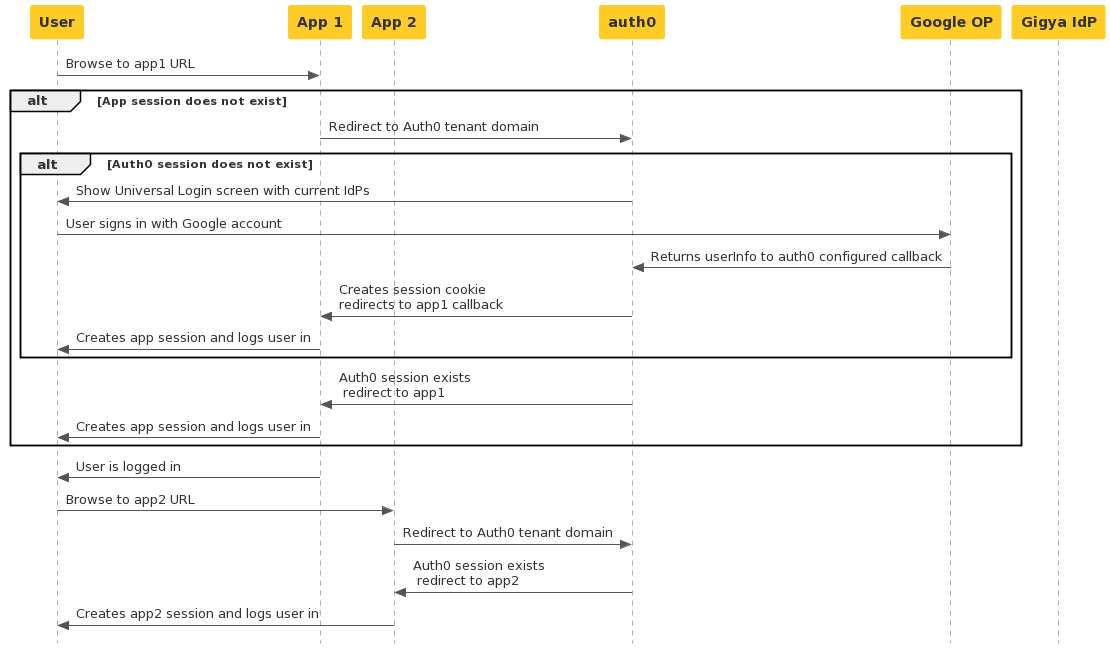 User
App 1
App 2
auth0
Google OP
Gigya IdP
Browse to app1 URL
alt
[App session does not exist]
Redirect to Auth0 tenant domain
alt
[Auth0 session does not exist]
Show Universal Login screen with current IdPs
User signs in with Google account
Returns userInfo to auth0 configured callback
Creates session cookie
redirects to app1 callback
Creates app session and logs user in
Auth0 session exists
redirect to app1
Creates app session and logs user in
User is logged in
Browse to app2 URL
Redirect to Auth0 tenant domain
Auth0 session exists
redirect to app2
Creates app2 session and logs user in